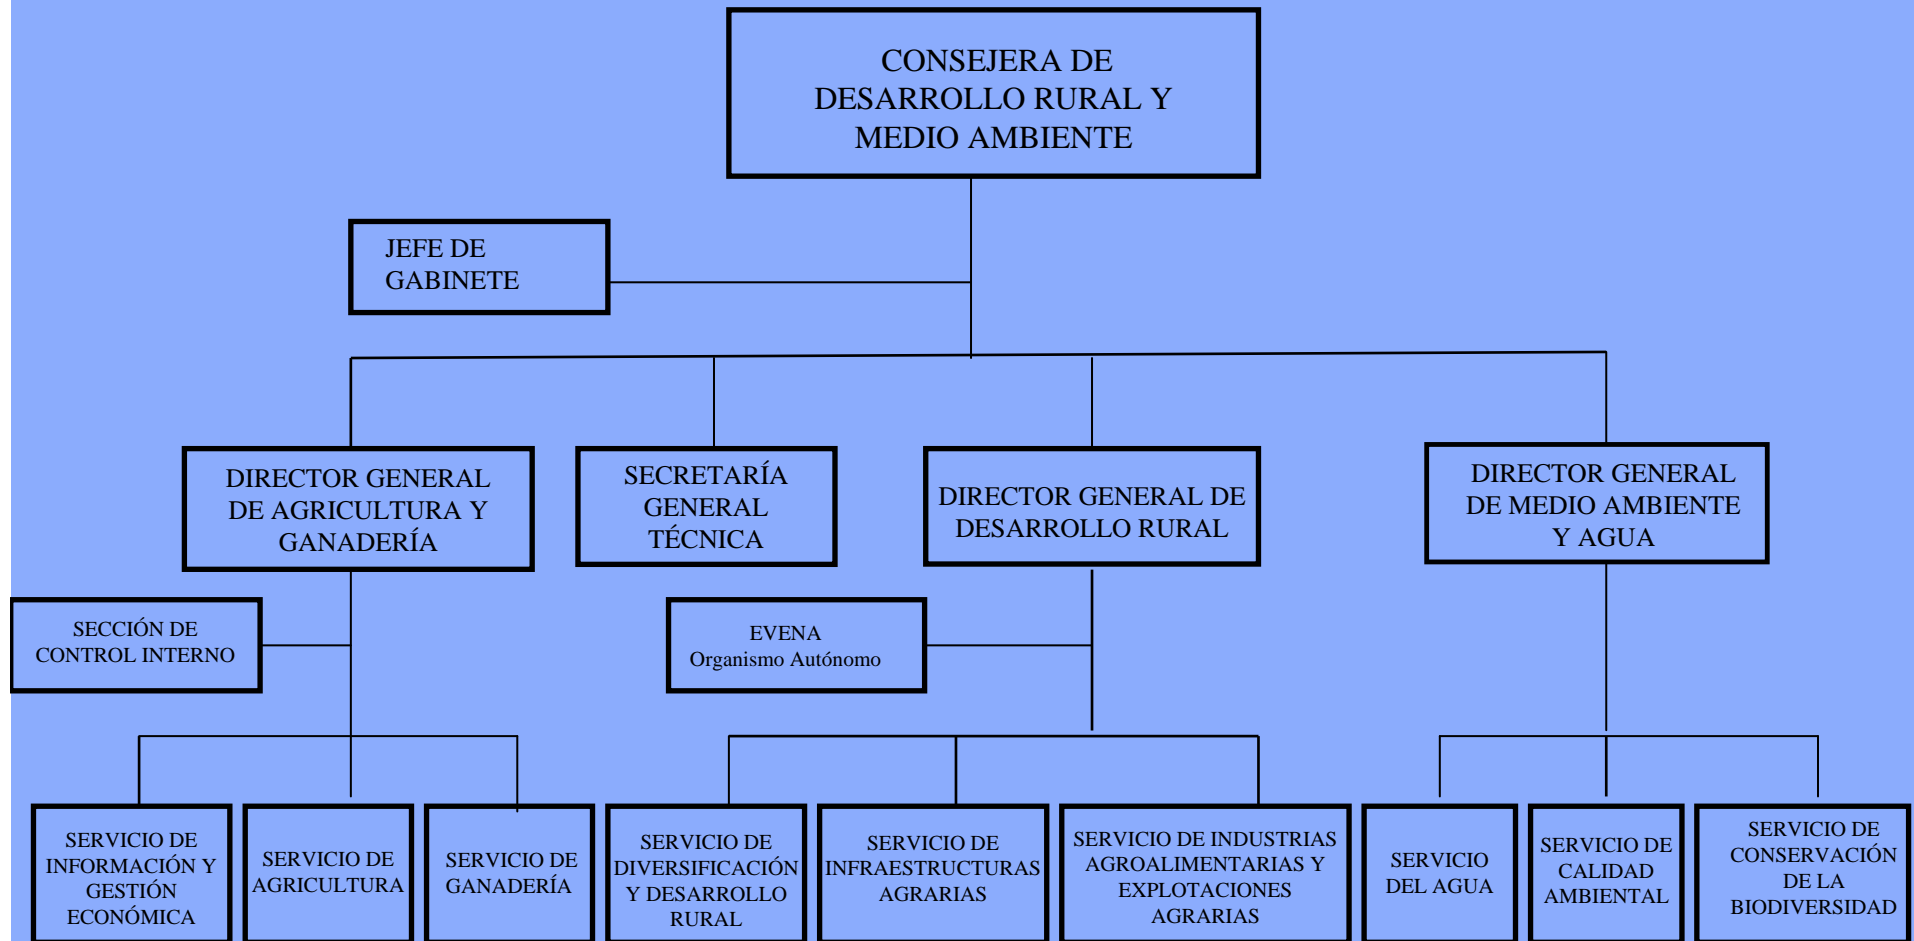 CONSEJERA DE
DESARROLLO RURAL Y
MEDIO AMBIENTE
JEFE DE
GABINETE
DIRECTOR GENERAL
DE AGRICULTURA Y
GANADERÍA
SECRETARÍA
GENERAL
TÉCNICA
DIRECTOR GENERAL DE
DESARROLLO RURAL
DIRECTOR GENERAL
DE MEDIO AMBIENTE
Y AGUA
SECCIÓN DE
CONTROL INTERNO
EVENA
Organismo Autónomo
SERVICIO DE
INFORMACIÓN Y
GESTIÓN
ECONÓMICA
SERVICIO DE
AGRICULTURA
SERVICIO DE
GANADERÍA
SERVICIO DE
DIVERSIFICACIÓN
Y DESARROLLO
RURAL
SERVICIO DE
INFRAESTRUCTURAS
AGRARIAS
SERVICIO DE INDUSTRIAS
AGROALIMENTARIAS Y
EXPLOTACIONES
AGRARIAS
SERVICIO
DEL AGUA
SERVICIO DE
CALIDAD
AMBIENTAL
SERVICIO DE
CONSERVACIÓN
DE LA
BIODIVERSIDAD